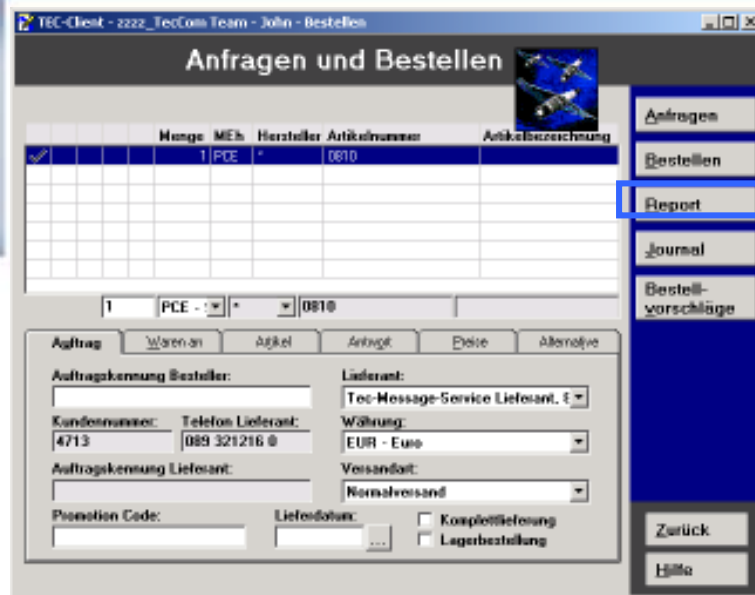 TEC-Client - zzzz_TecCom Team - John - Bestellen
Anfragen und Bestellen
Menge MEh Hersteller Artikelnummer Artikelbezeichnung
1 PCE * 0810
1 PCE - * 0810
Auftrag Waren an Artikel Antwort Preise Alternative
Auftragskennung Besteller: Lieferant:
Tec-Message-Service Lieferant,
Kundennummer: Telefon Lieferant: Währung:
4713 089 321216 0 EUR - Euro
Auftragskennung Lieferant: Versandart:
Normalversand
Promotion Code: Lieferdatum: Komplettlieferung
... Lagerbestellung
Anfragen
Bestellen
Report
Journal
Bestell-
vorschläge
Zurück
Hilfe